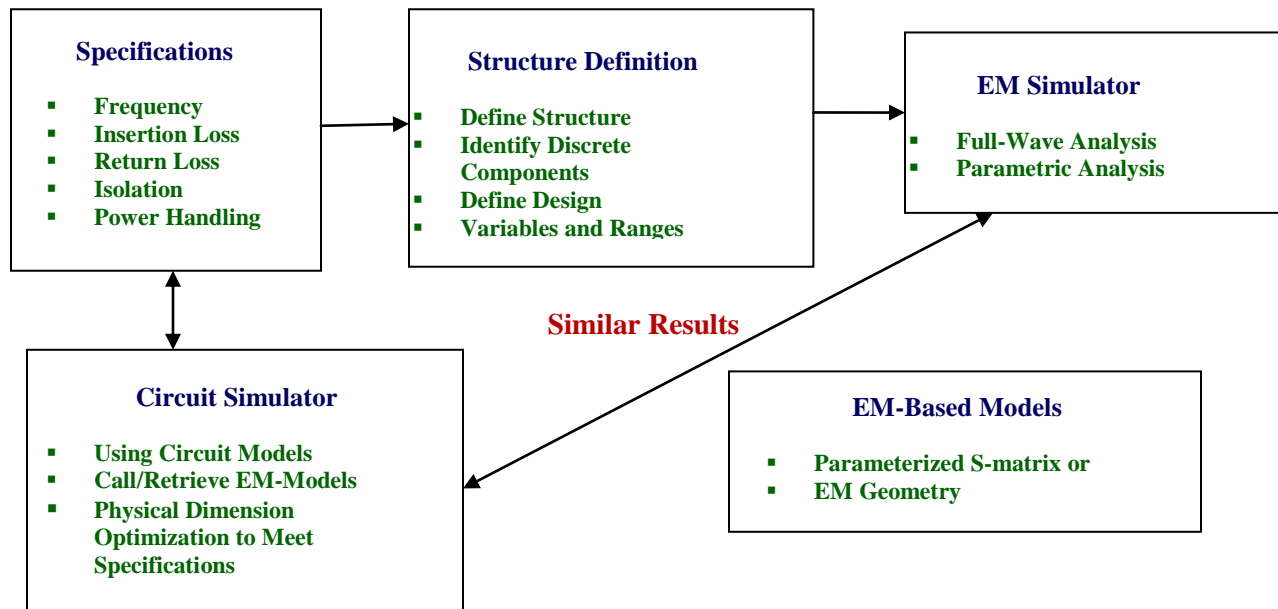 Specifications
▪ Frequency
▪ Insertion Loss
▪ Return Loss
▪ Isolation
▪ Power Handling
Structure Definition
▪ Define Structure
▪ Identify Discrete
Components
▪ Define Design
▪ Variables and Ranges
EM Simulator
▪ Full-Wave Analysis
▪ Parametric Analysis
Similar Results
Circuit Simulator
▪ Using Circuit Models
▪ Call/Retrieve EM-Models
▪ Physical Dimension
Optimization to Meet
Specifications
EM-Based Models
▪ Parameterized S-matrix or
▪ EM Geometry